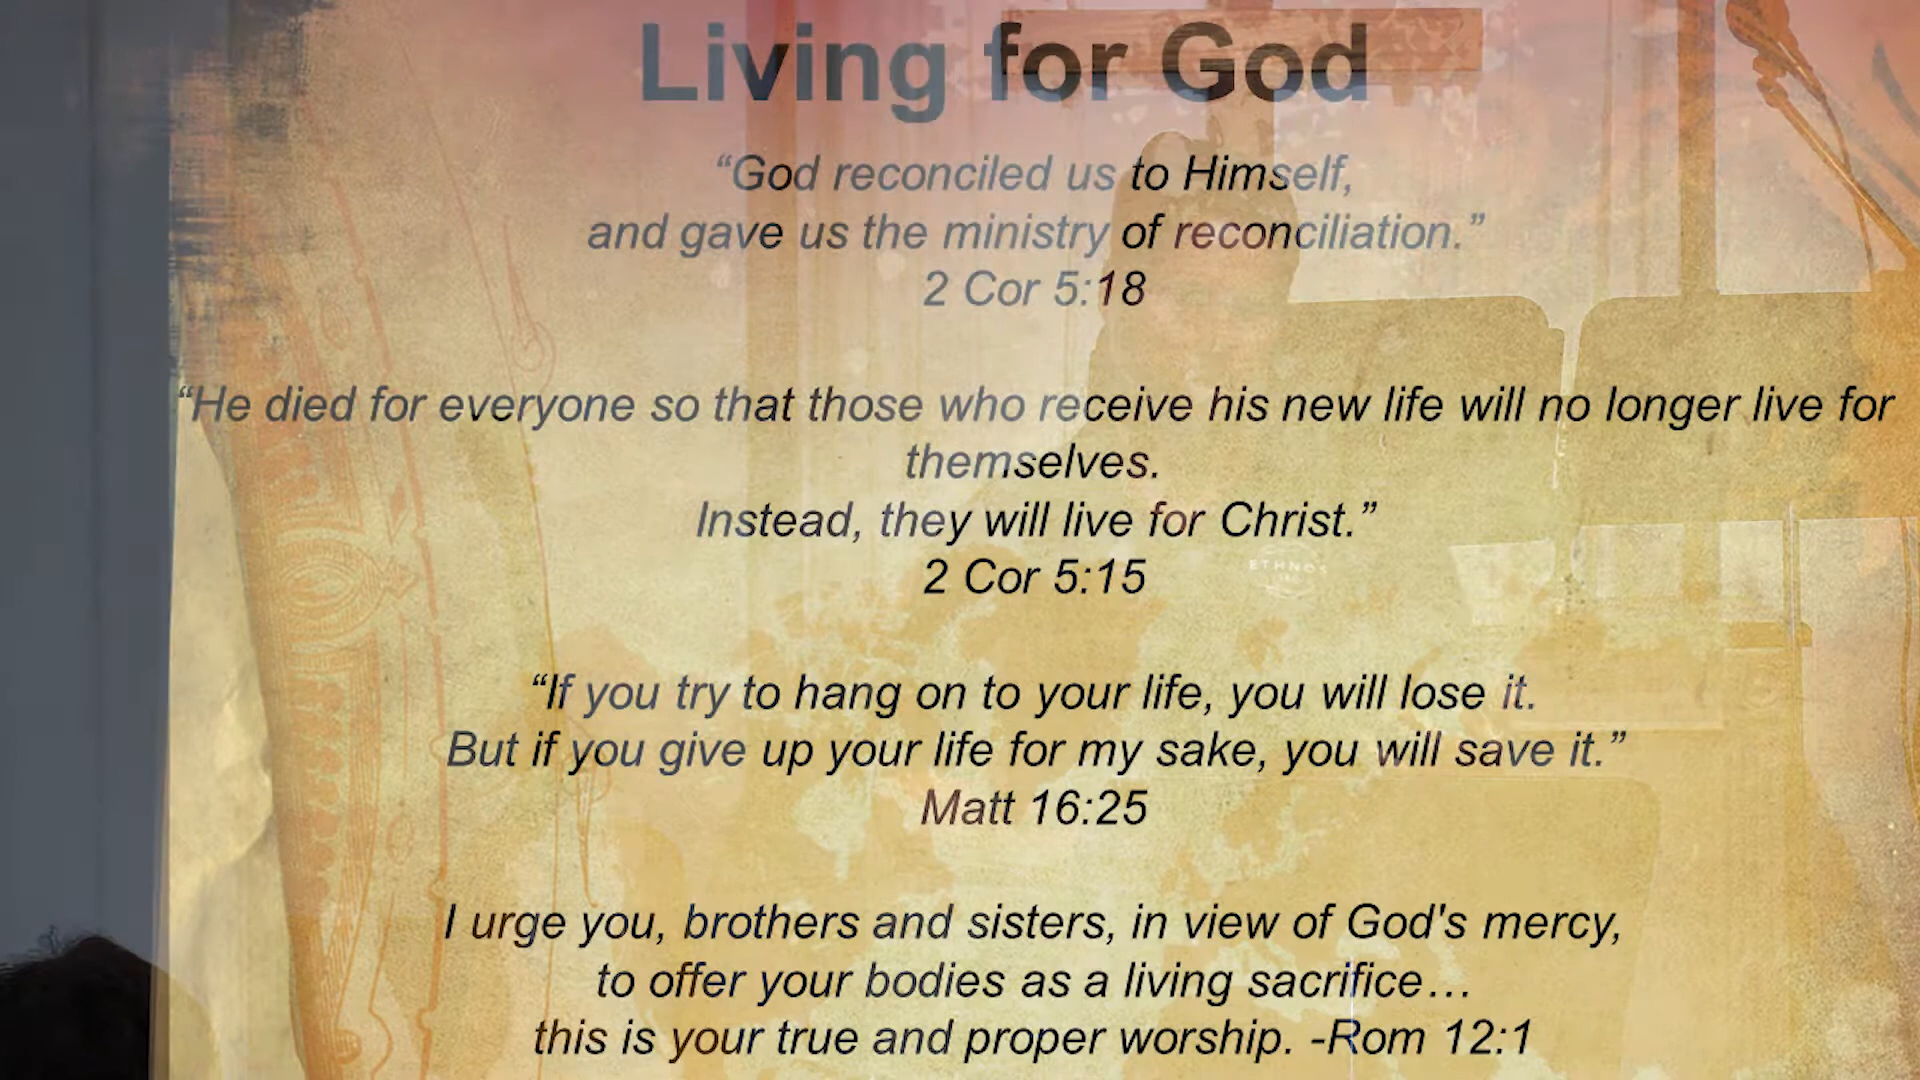 Living for God
“God reconciled us to Himself,
and gave us the ministry of reconciliation.”
2 Cor 5:18
“He died for everyone so that those who receive his new life will no longer live for
themselves.
Instead, they will live for Christ.”
2 Cor 5:15
ETHNOS
“If you try to hang on to your life, you will lose it.
But if you give up your life for my sake, you will save it.”
Matt 16:25
I urge you, brothers and sisters, in view of God's mercy,
to offer your bodies as a living sacrifice…
this is your true and proper worship. -Rom 12:1